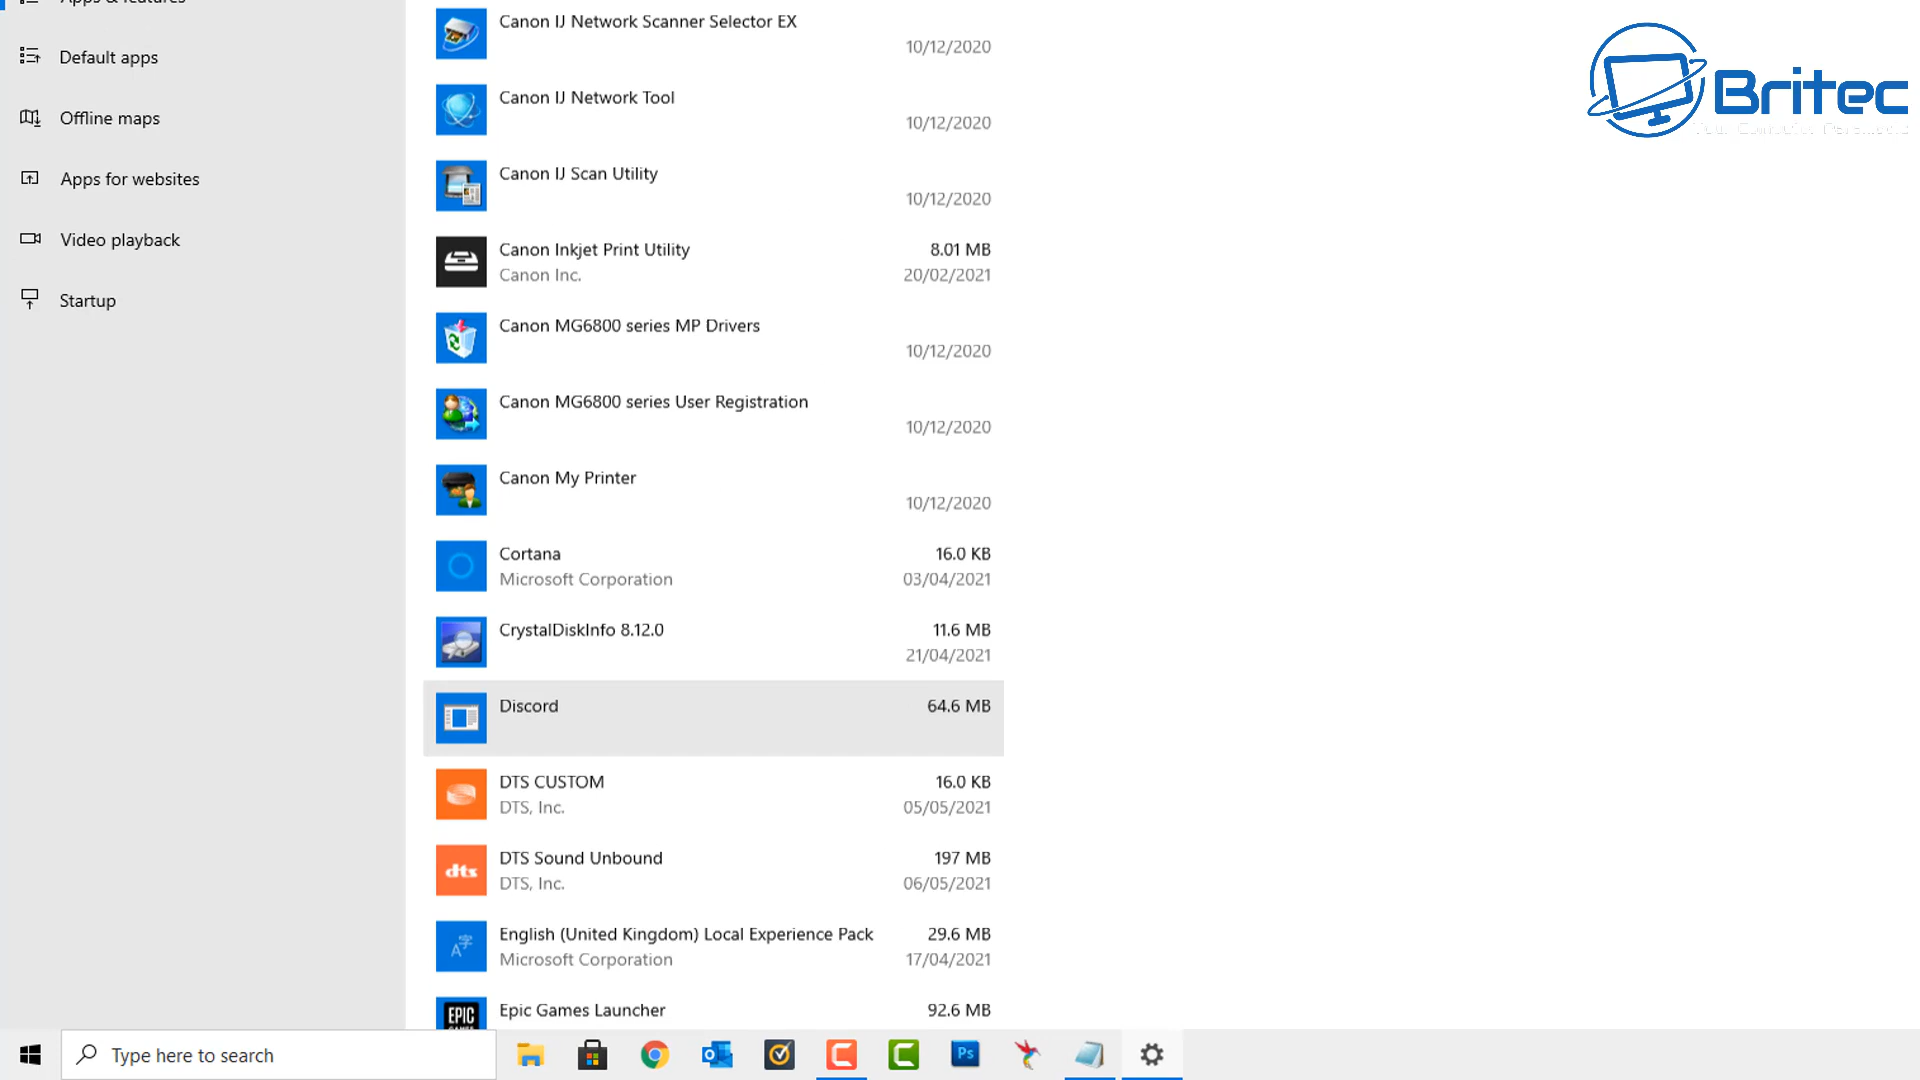 Apps & features
Default apps
Offline maps
Apps for websites
Video playback
Startup
Canon IJ Network Scanner Selector EX
10/12/2020
Canon IJ Network Tool
10/12/2020
Canon IJ Scan Utility
10/12/2020
Canon Inkjet Print Utility 8.01 MB
Canon Inc. 20/02/2021
Canon MG6800 series MP Drivers
10/12/2020
Canon MG6800 series User Registration
10/12/2020
Canon My Printer
10/12/2020
Cortana 16.0 KB
Microsoft Corporation 03/04/2021
CrystalDiskInfo 8.12.0 11.6 MB
21/04/2021
Discord 64.6 MB
DTS CUSTOM 16.0 KB
DTS, Inc. 05/05/2021
dts
DTS Sound Unbound 197 MB
DTS, Inc. 06/05/2021
English (United Kingdom) Local Experience Pack 29.6 MB
Microsoft Corporation 17/04/2021
EPIC
Epic Games Launcher 92.6 MB
Type here to search
Ps
Britec